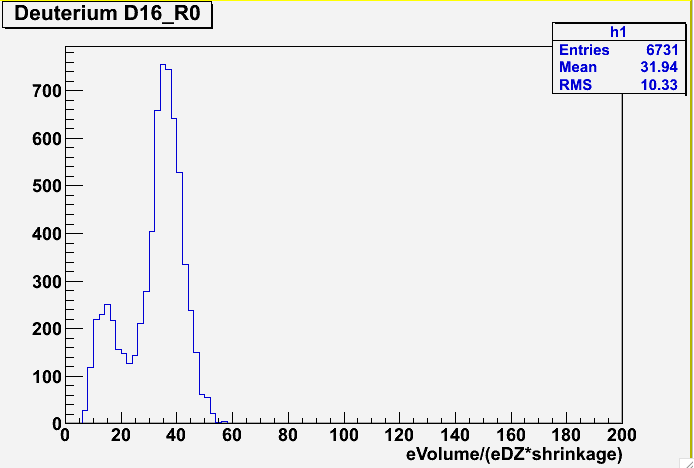 Deuterium D16_R0
h1
Entries 6731
Mean 31.94
RMS 10.33
700
600
500
400
300
200
100
0
0 20 40 60 80 100 120 140 160 180 200
eVolume/(eDZ*shrinkage)